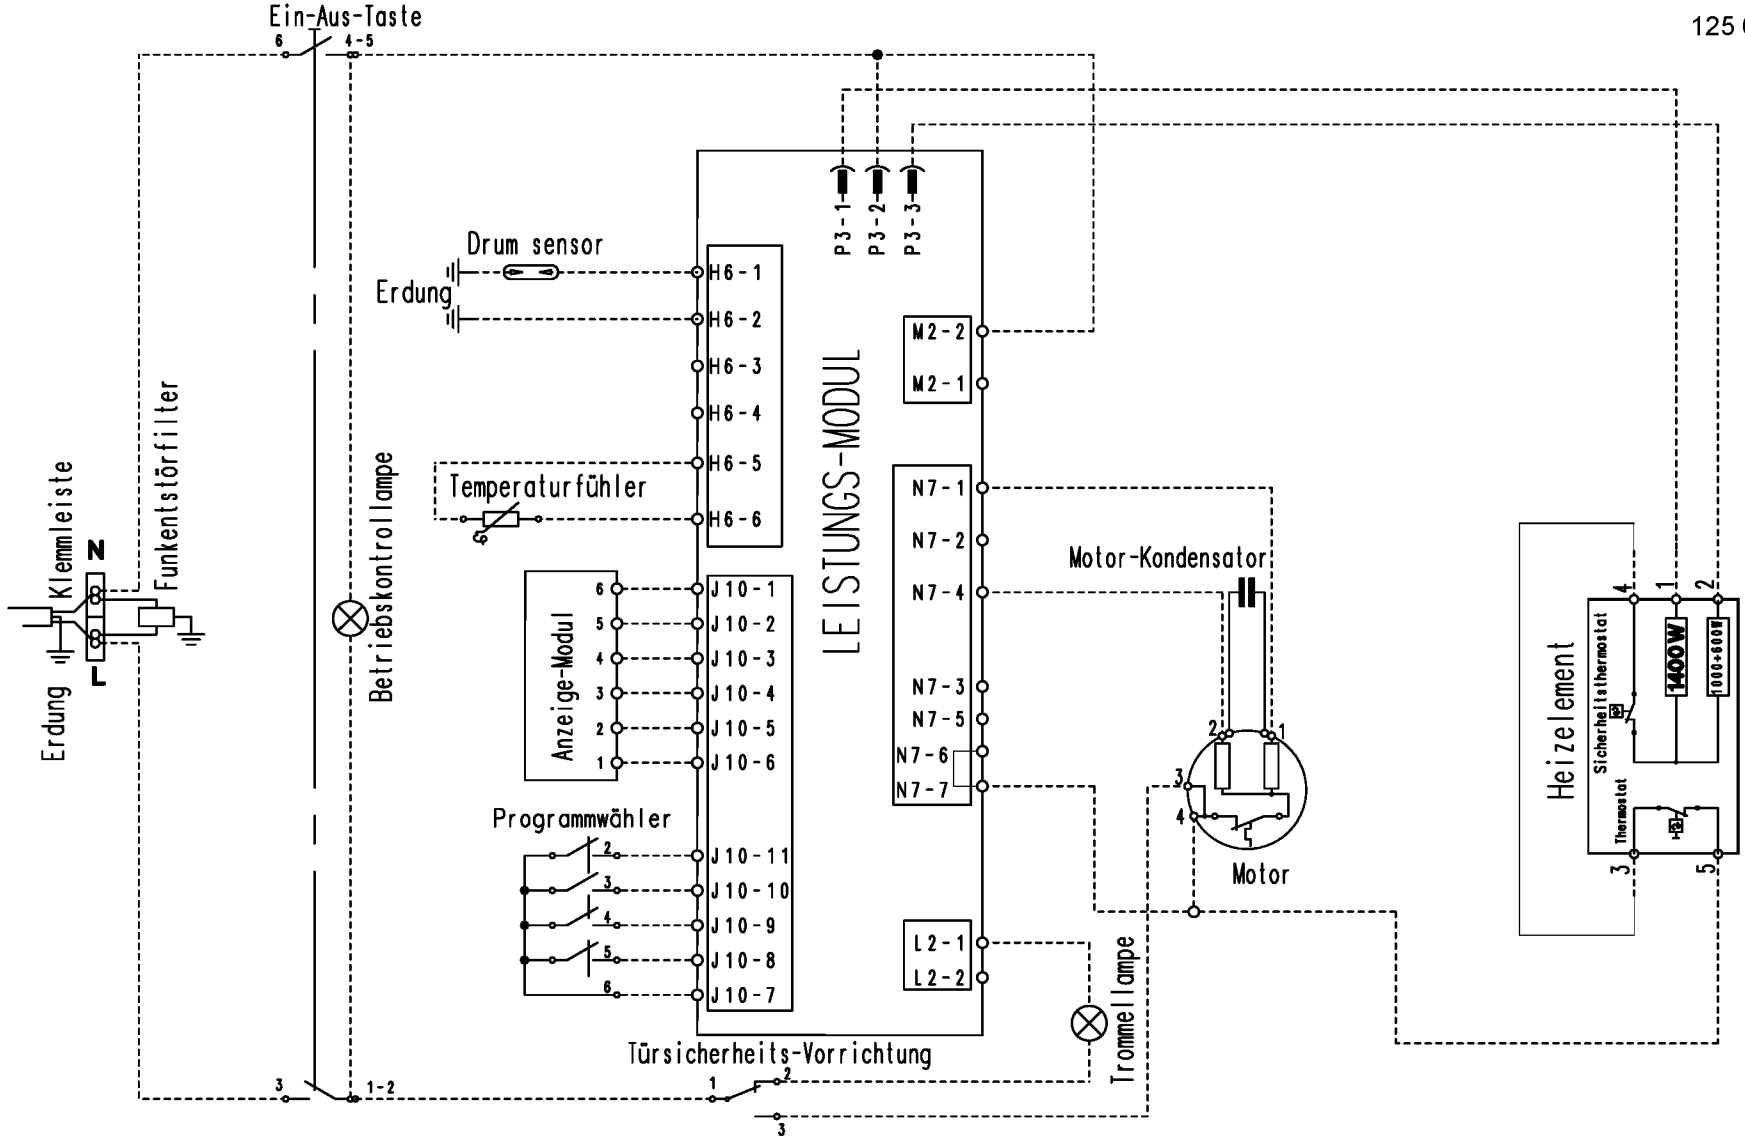 Ein-Aus-Taste
6
4-5
125
Drum sensor
Erdung
Temperaturfühler
H6-1
H6-2
H6-3
H6-4
H6-5
H6-6
P3-1
P3-2
P3-3
LEISTUNGS-MODUL
M2-2
M2-1
N7-1
N7-2
N7-4
N7-3
N7-5
N7-6
N7-7
L2-1
L2-2
Klemmleiste
Funkentstörfilter
N
L
Erdung
Betriebskontrollampe
Anzeige-Modul
6
5
4
3
2
1
J10-1
J10-2
J10-3
J10-4
J10-5
J10-6
Programmwähler
2
3
4
5
6
J10-11
J10-10
J10-9
J10-8
J10-7
Motor-Kondensator
2
1
3
4
Motor
Trommellampe
Heizelement
4
1
2
Sicherheitsthermostat
1400W
1000+600W
Thermostat
3
5
Türsicherheits-Vorrichtung
3
1-2
1
2
3